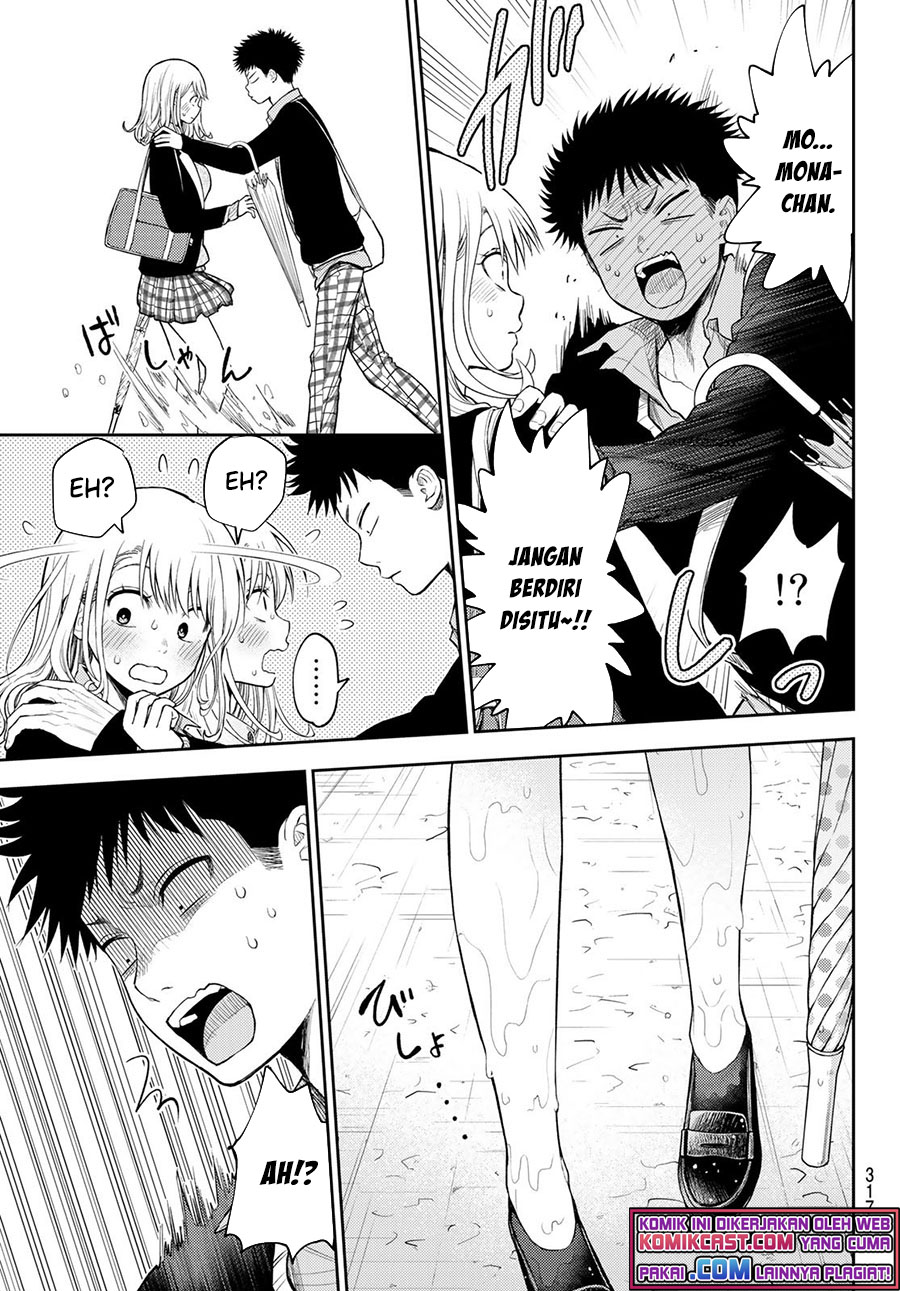 MO...
MONA-
CHAN.
JANGAN
BERDIRI
DISITU~!!
!?
ばしゃん
EH?
EH?
......
びしょ...
AH!?
317
KOMIK INI DIKERJAKAN OLEH WEB
KOMIKCAST.COM YANG CUMA
PAKAI .COM LAINNYA PLAGIAT!